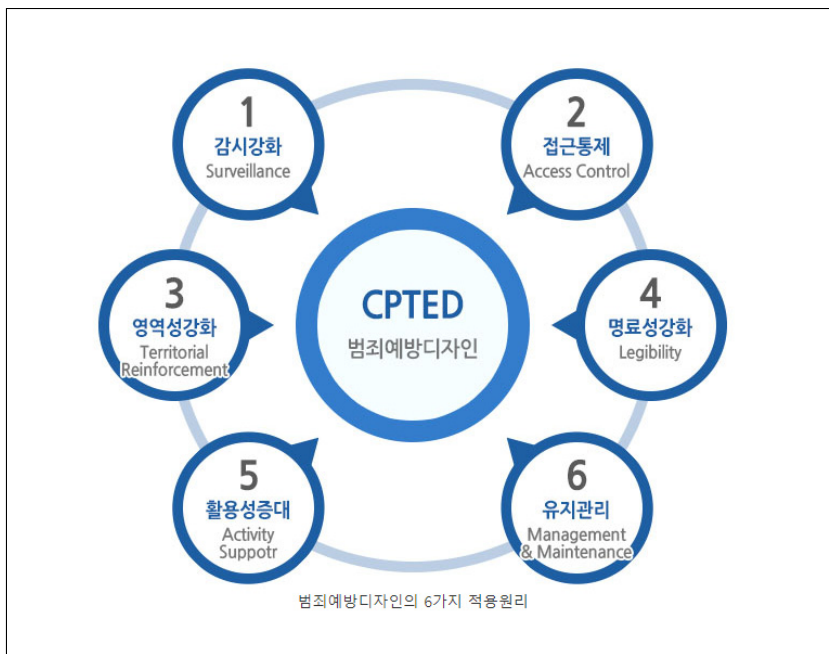 1
감시강화
Surveillance
2
접근통제
Access Control
3
영역성강화
Territorial
Reinforcement
CPTED
범죄예방디자인
4
명료성강화
Legibility
5
활용성증대
Activity
Suppotr
6
유지관리
Management
& Maintenance
범죄예방디자인의 6가지 적용원리